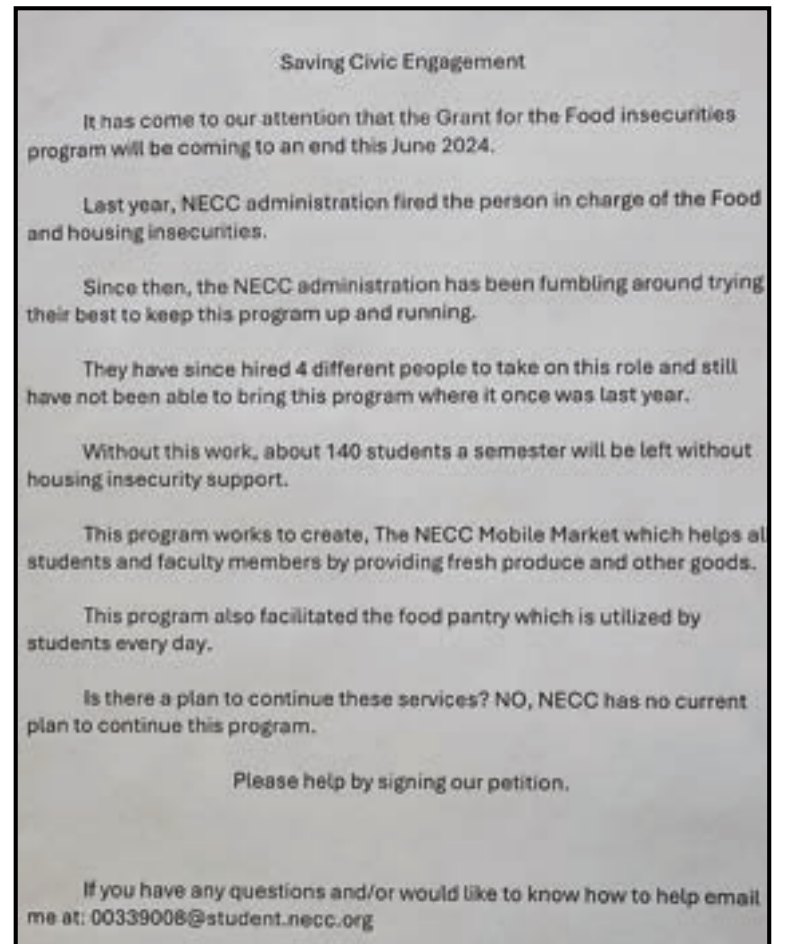 Saving Civic Engagement
It has come to our attention that the Grant for the Food insecurities
program will be coming to an end this June 2024.
Last year, NECC administration fired the person in charge of the Food
and housing insecurities.
Since then, the NECC administration has been fumbling around trying
their best to keep this program up and running.
They have since hired 4 different people to take on this role and still
have not been able to bring this program where it once was last year.
Without this work, about 140 students a semester will be left without
housing insecurity support.
This program works to create, The NECC Mobile Market which helps al
students and faculty members by providing fresh produce and other goods.
This program also facilitated the food pantry which is utilized by
students every day.
Is there a plan to continue these services? NO, NECC has no current
plan to continue this program.
Please help by signing our petition.
If you have any questions and/or would like to know how to help email
me at: 00339008@student.necc.org